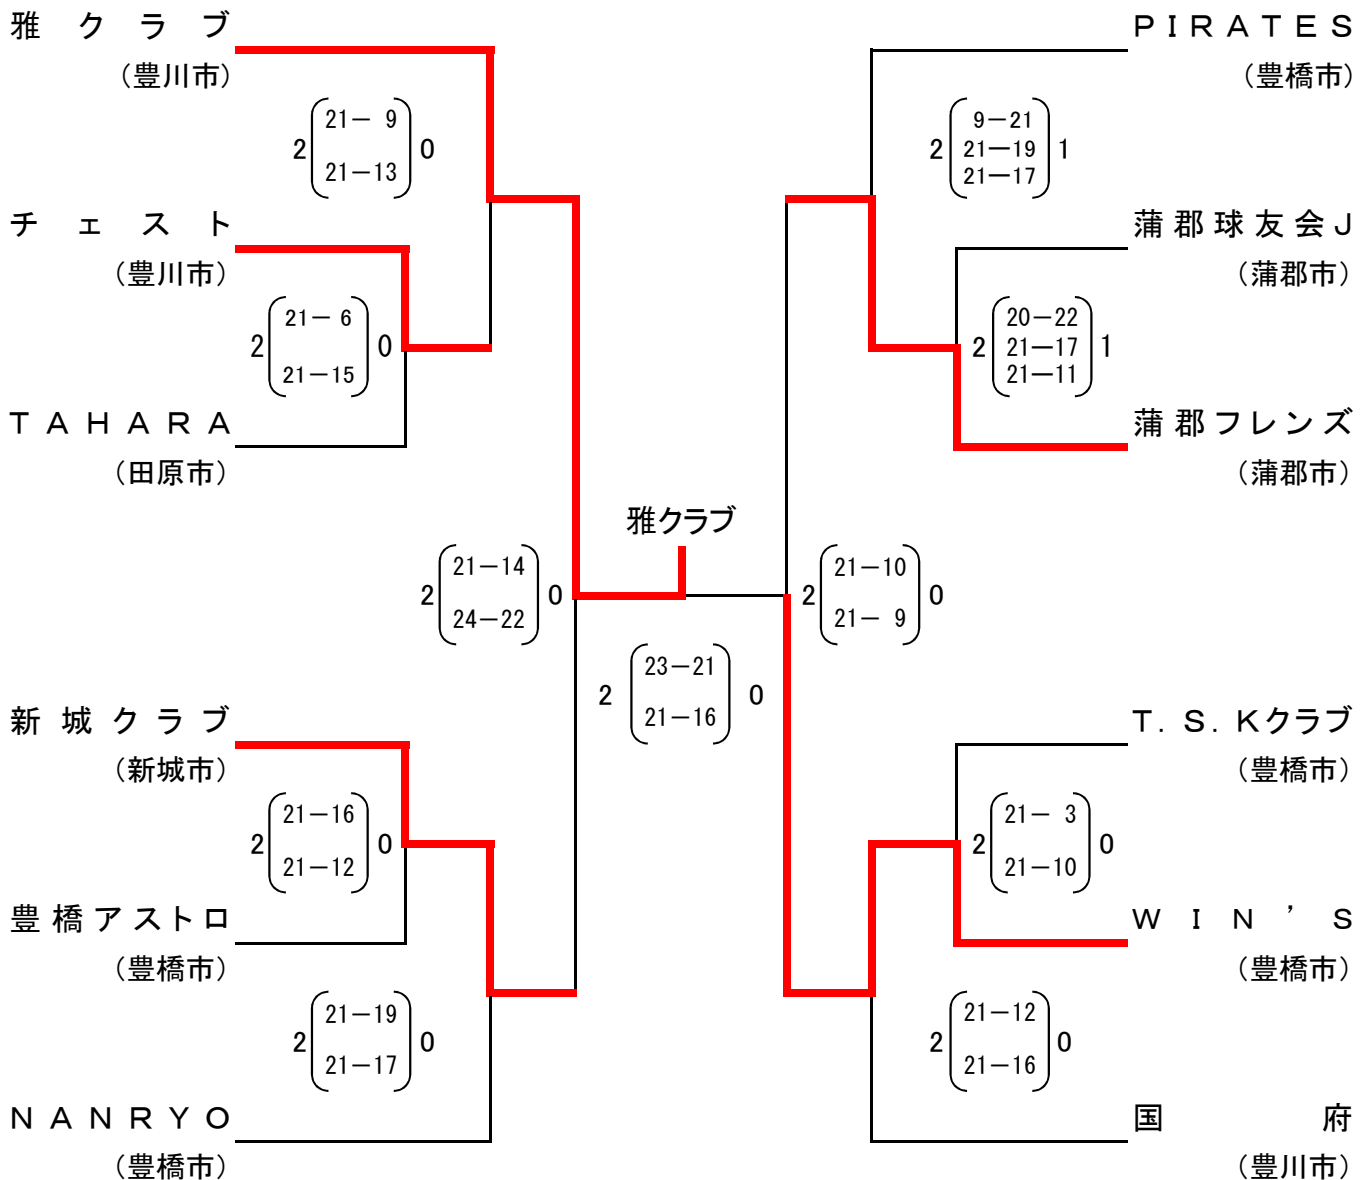 雅クラブ
（豊川市）
2 21－ 9 0
21－13
チェスト
（豊川市）
2 21－ 6 0
21－15
ＴＡＨＡＲＡ
（田原市）
2 21－14 0
24－22
新城クラブ
（新城市）
2 21－16 0
21－12
豊橋アストロ
（豊橋市）
2 21－19 0
21－17
ＮＡＮＲＹＯ
（豊橋市）
雅クラブ
2 23－21 0
21－16
ＰＩＲＡＴＥＳ
（豊橋市）
2 9－21 1
21－19
21－17
蒲郡球友会Ｊ
（蒲郡市）
2 20－22 1
21－17
21－11
蒲郡フレンズ
（蒲郡市）
2 21－10 0
21－ 9
Ｔ．Ｓ．Ｋクラブ
（豊橋市）
2 21－ 3 0
21－10
ＷＩＮ’Ｓ
（豊橋市）
2 21－12 0
21－16
国府
（豊川市）